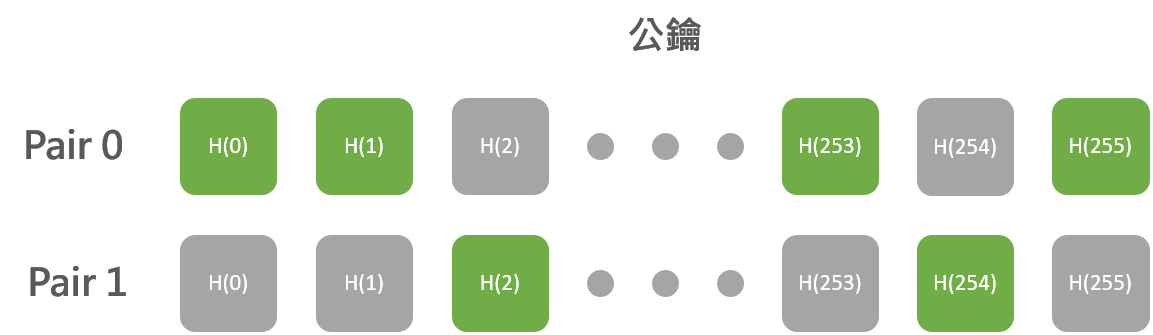 公鑰
Pair 0 H(0) H(1) H(2) H(253) H(254) H(255)
Pair 1 H(0) H(1) H(2) H(253) H(254) H(255)